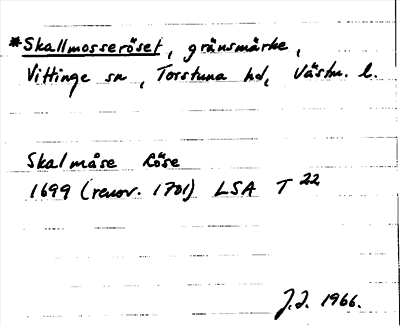 *Skallmosseröset, gränsmärke,
Vittinge sn, Torstuna hd, Västm. l.
Skalmåse Röse
1699 (renov. 1701) LSA T 22
J.I. 1966.